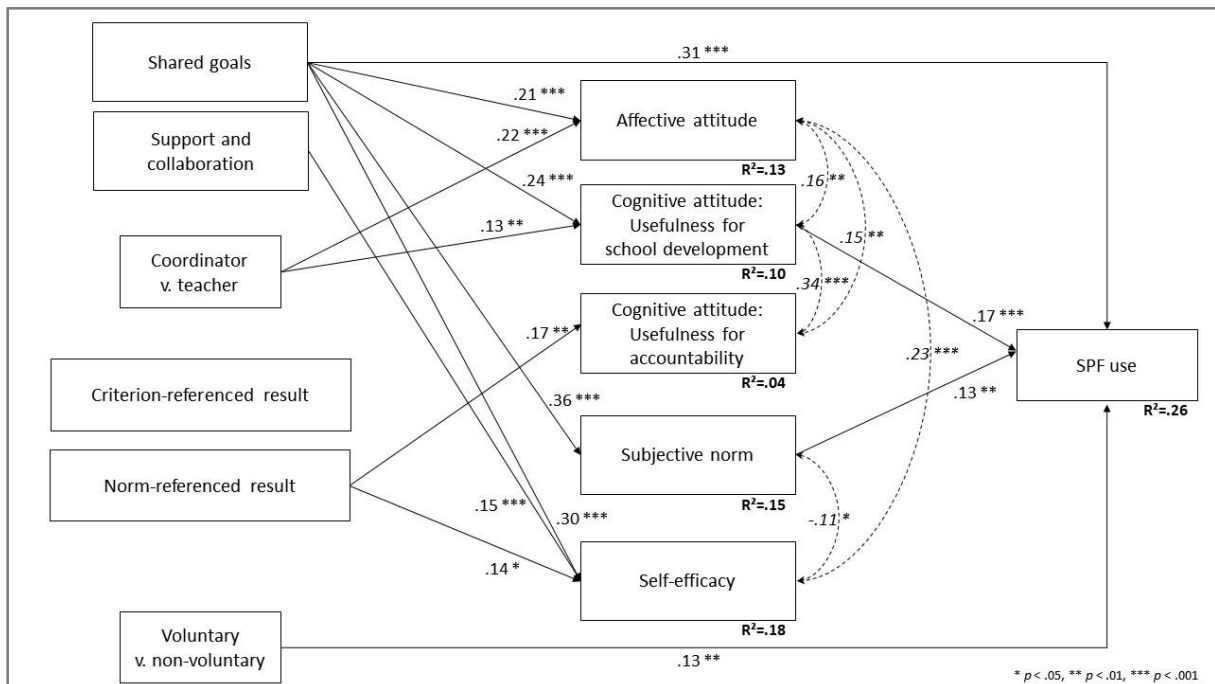 Shared goals
Support and
collaboration
Coordinator
v. teacher
Criterion-referenced result
Norm-referenced result
Voluntary
v. non-voluntary
.31 ***
.21 ***
.22 ***
.24 ***
.13 **
.17 **
.36 ***
.15 ***
.30 ***
.14 *
.13 **
Affective attitude
R²=.13
Cognitive attitude:
Usefulness for
school development
R²=.10
Cognitive attitude:
Usefulness for
accountability
R²=.04
Subjective norm
R²=.15
Self-efficacy
R²=.18
.16 **
.15 **
.34 ***
.23 ***
-.11 *
.17 ***
.13 **
SPF use
R²=.26
* p < .05, ** p < .01, *** p < .001